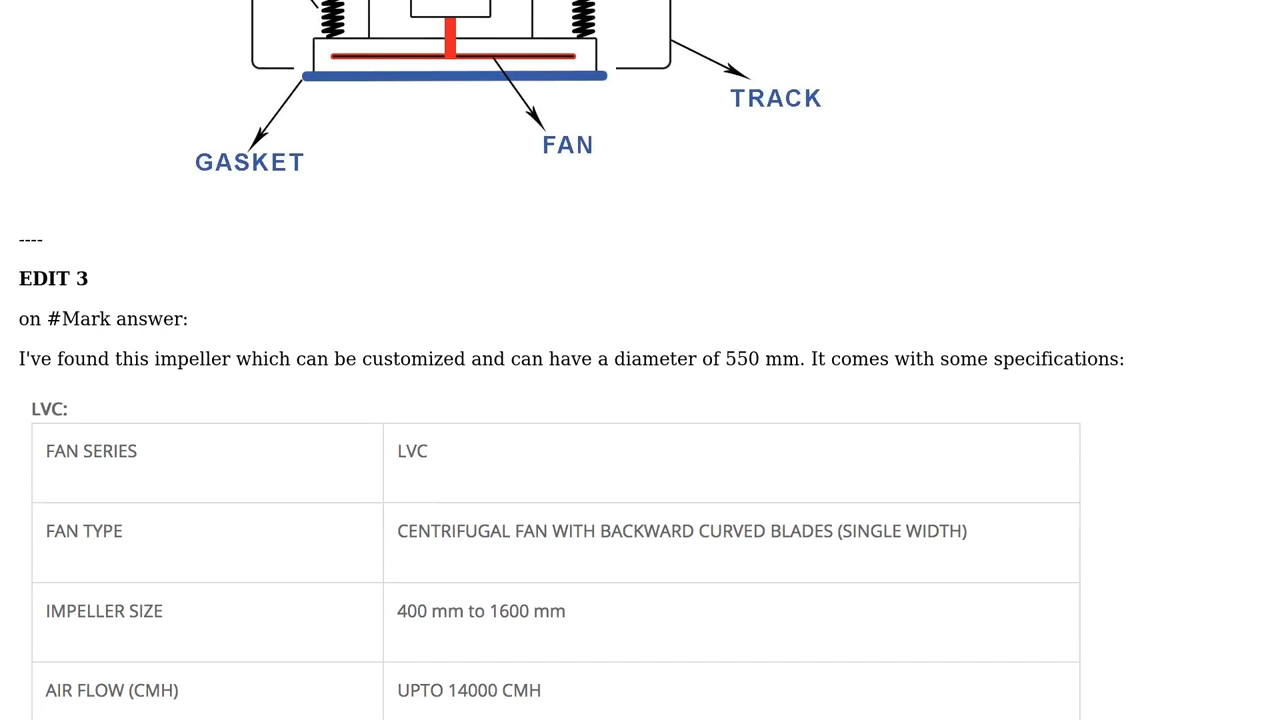 TRACK
FAN
GASKET
----
EDIT 3
on #Mark answer:
I've found this impeller which can be customized and can have a diameter of 550 mm. It comes with some specifications:
LVC:
FAN SERIES LVC
FAN TYPE CENTRIFUGAL FAN WITH BACKWARD CURVED BLADES (SINGLE WIDTH)
IMPELLER SIZE 400 mm to 1600 mm
AIR FLOW (CMH) UPTO 14000 CMH